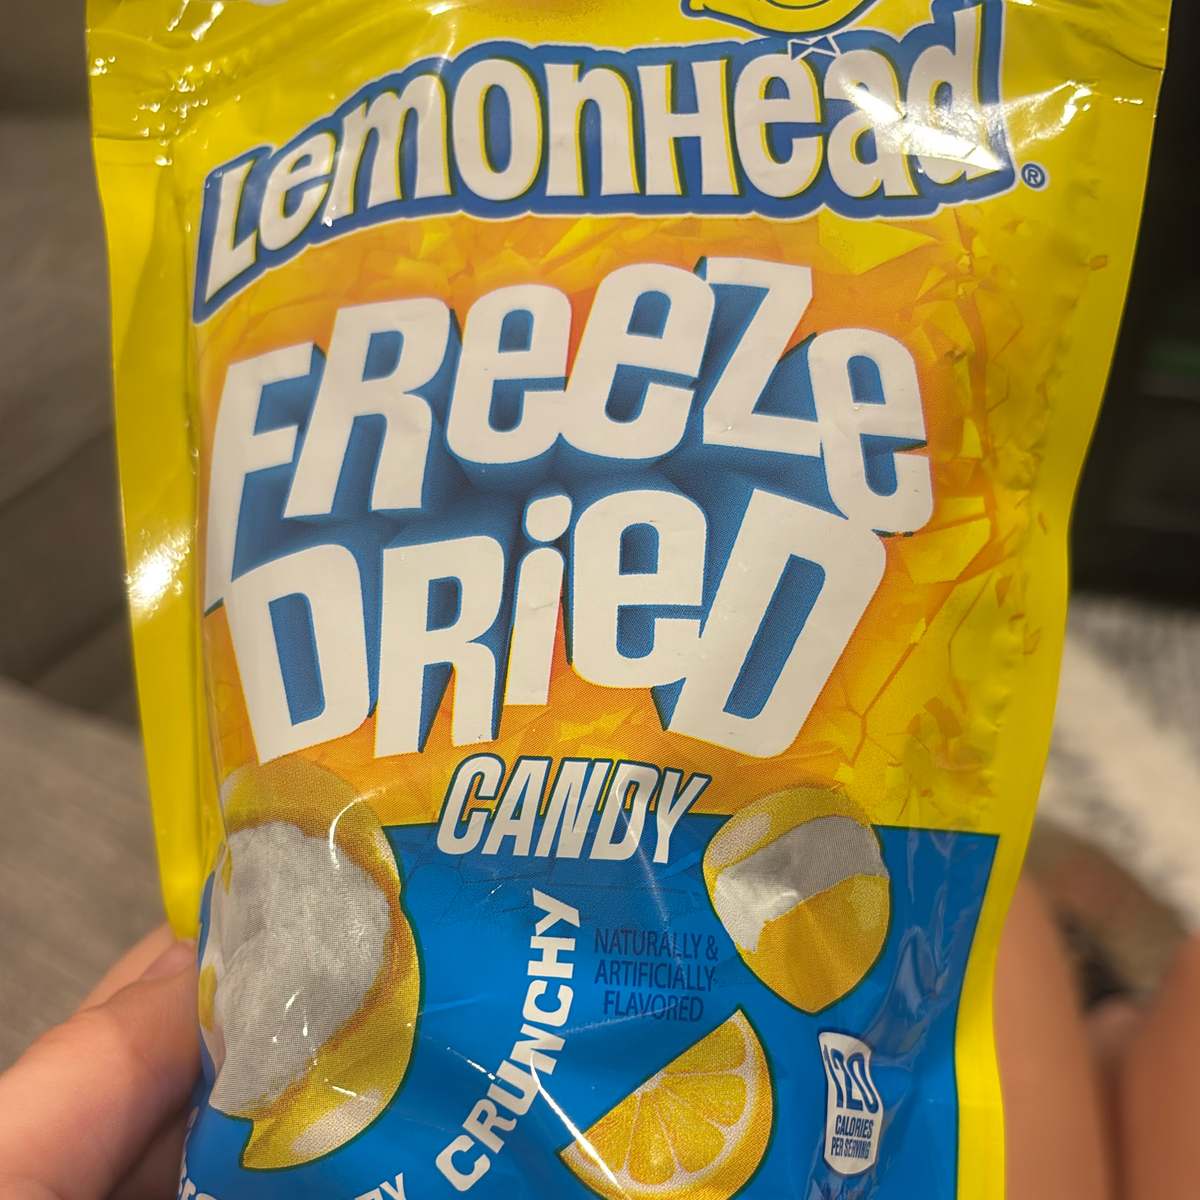 Lemonhead®
FReeze
DRieD
CANDY
CRUNCHY
NATURALLY &
ARTIFICIALLY
FLAVORED
120
CALORIES
PER SERVING